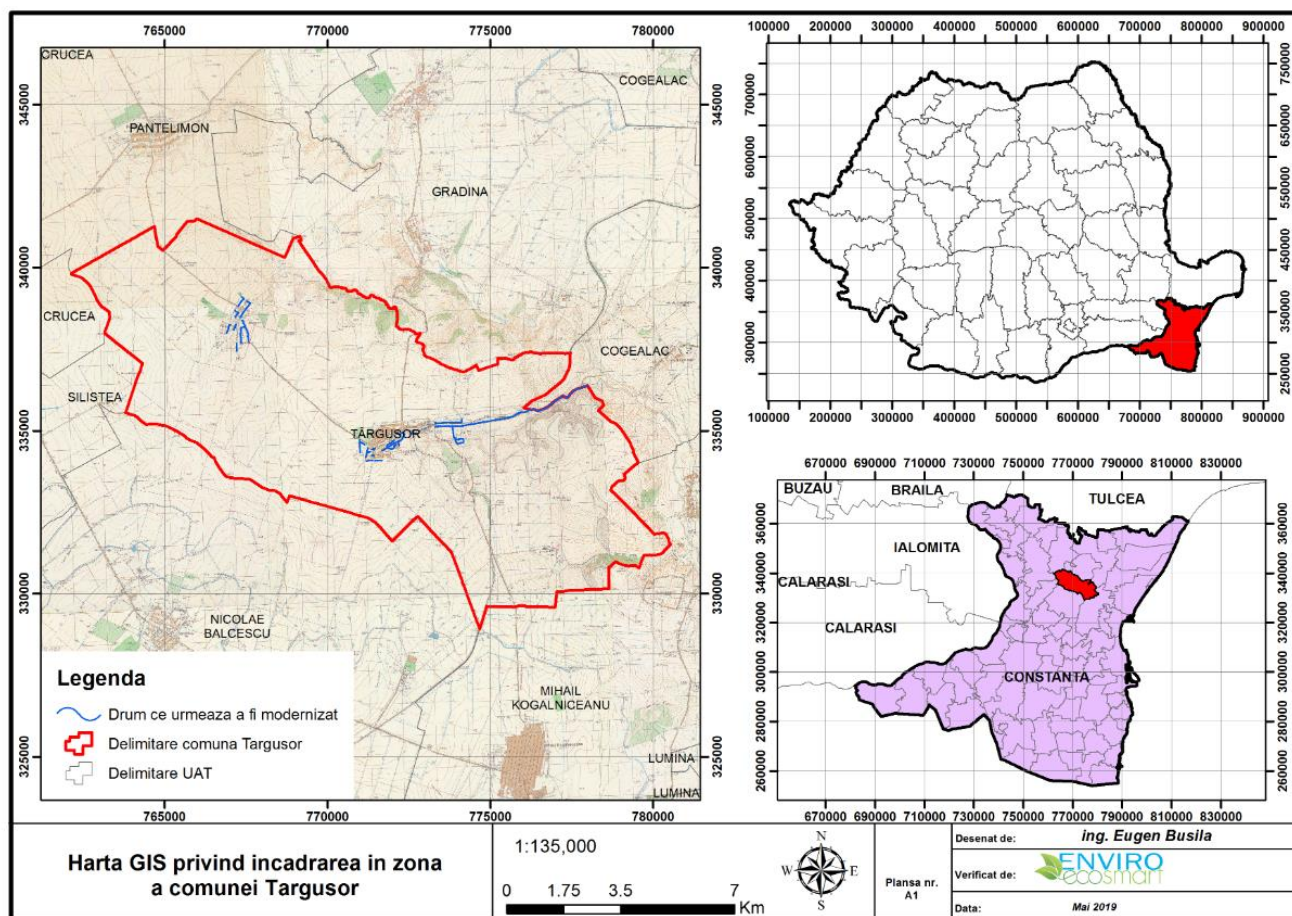 765000 770000 775000 780000
345000 340000 335000 330000 325000
345000 340000 335000 330000 325000
765000 770000 775000 780000
CRUCEA
COGEALAC
PANTELIMON
GRADINA
CRUCEA
COGEALAC
SILISTEA
TÂRGUSOR
NICOLAE
BALCESCU
MIHAIL
KOGALNICEANU
LUMINA
LUMINA
Legenda
Drum ce urmeaza a fi modernizat
Delimitare comuna Targusor
Delimitare UAT
100000 200000 300000 400000 500000 600000 700000 800000 900000
700000 600000 500000 400000 300000
750000 650000 550000 450000 350000 250000
100000 200000 300000 400000 500000 600000 700000 800000 900000
670000 690000 710000 730000 750000 770000 790000 810000 830000
BUZAU
BRAILA
TULCEA
IALOMITA
CALARASI
CALARASI
CONSTANTA
360000 340000 320000 300000 280000 260000
360000 340000 320000 300000 280000 260000
670000 690000 710000 730000 750000 770000 790000 810000 830000
Harta GIS privind incadrarea in zona
a comunei Targusor
1:135,000
0 1.75 3.5 7
Km
N
W E
S
Plansa nr.
A1
Desenat de: ing. Eugen Busila
Verificat de: ENVIRO
ecosmart
Data: Mai 2019